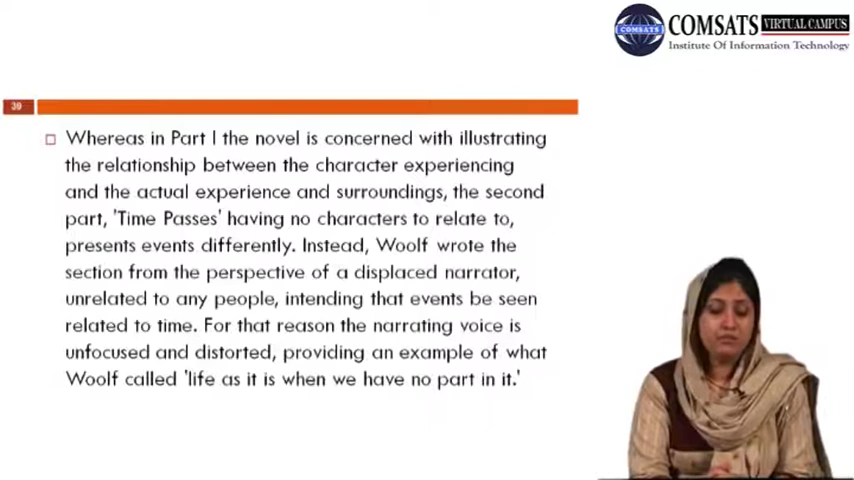 COMSATS VIRTUAL CAMPUS
COMSATS
Institute Of Information Technology
39
Whereas in Part I the novel is concerned with illustrating
the relationship between the character experiencing
and the actual experience and surroundings, the second
part, 'Time Passes' having no characters to relate to,
presents events differently. Instead, Woolf wrote the
section from the perspective of a displaced narrator,
unrelated to any people, intending that events be seen
related to time. For that reason the narrating voice is
unfocused and distorted, providing an example of what
Woolf called 'life as it is when we have no part in it.'